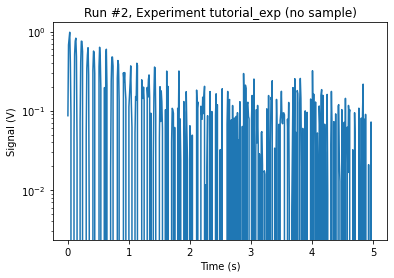 Run #2, Experiment tutorial_exp (no sample)
10⁰
10⁻¹
10⁻²
Signal (V)
0 1 2 3 4 5
Time (s)